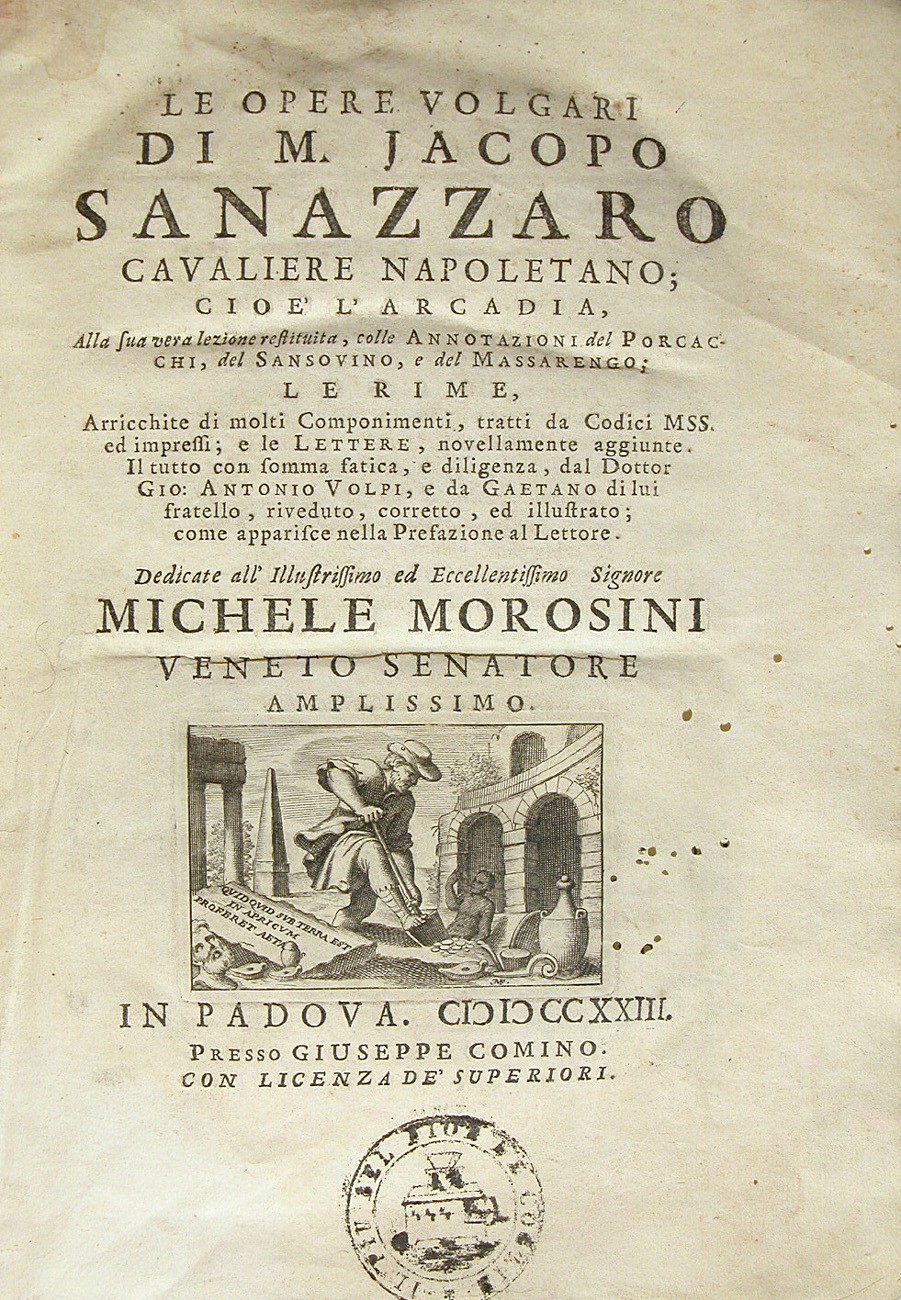 LE OPERE VOLGARI
DI M. JACOPO
SANAZZARO
CAVALIERE NAPOLETANO;
CIOE' L' ARCADIA,
Alla ſua vera lezione reſtituita, colle ANNOTAZIONI del PORCAC-
CHI, del SANSOVINO, e del MASSARENGO;
LE RIME,
Arricchite di molti Componimenti, tratti da Codici MSS.
ed impreſſi; e le LETTERE, novellamente aggiunte.
Il tutto con ſomma fatica, e diligenza, dal Dottor
GIO: ANTONIO VOLPI, e da GAETANO di lui
fratello, riveduto, corretto, ed illuſtrato;
come appariſce nella Prefazione al Lettore.
Dedicate all' Illuſtriſſimo ed Eccellentiſſimo Signore
MICHELE MOROSINI
VENETO SENATORE
AMPLISSIMO.
QUIDQUID SVB TERRA EST
IN APRICVM
PROFERET AETAS
IN PADOVA. CIƆIƆCCXXIII.
PRESSO GIUSEPPE COMINO.
CON LICENZA DE' SUPERIORI.